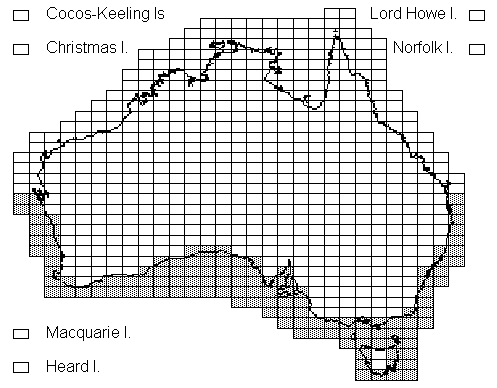 Cocos-Keeling Is
Lord Howe I.
Christmas I.
Norfolk I.
Macquarie I.
Heard I.